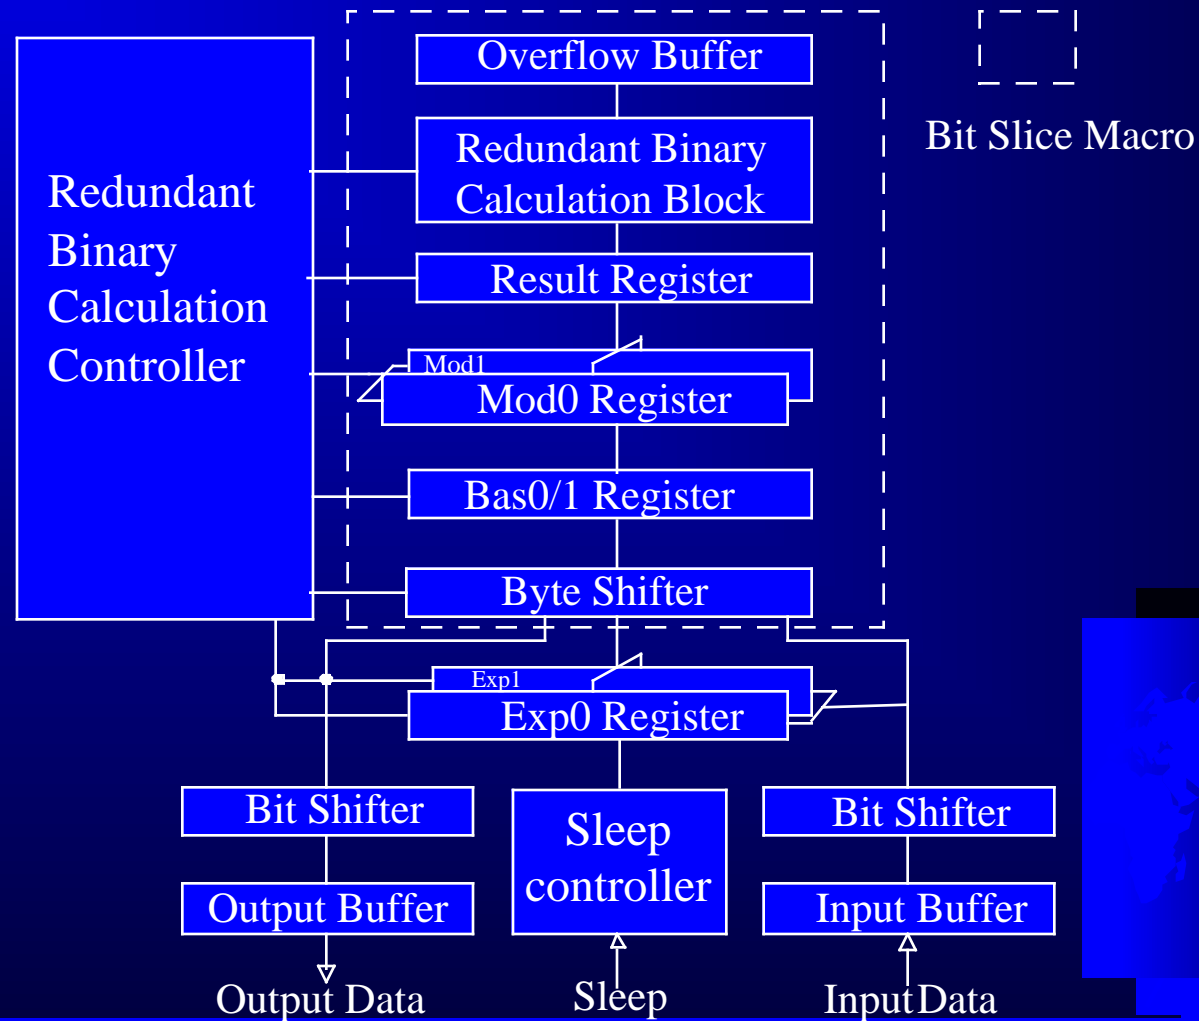 Overflow Buffer
Bit Slice Macro
Redundant
Binary
Calculation
Controller
Redundant Binary
Calculation Block
Result Register
Mod1
Mod0 Register
Bas0/1 Register
Byte Shifter
Exp1
Exp0 Register
Bit Shifter
Sleep
controller
Bit Shifter
Output Buffer
Input Buffer
Output Data
Sleep
Input Data